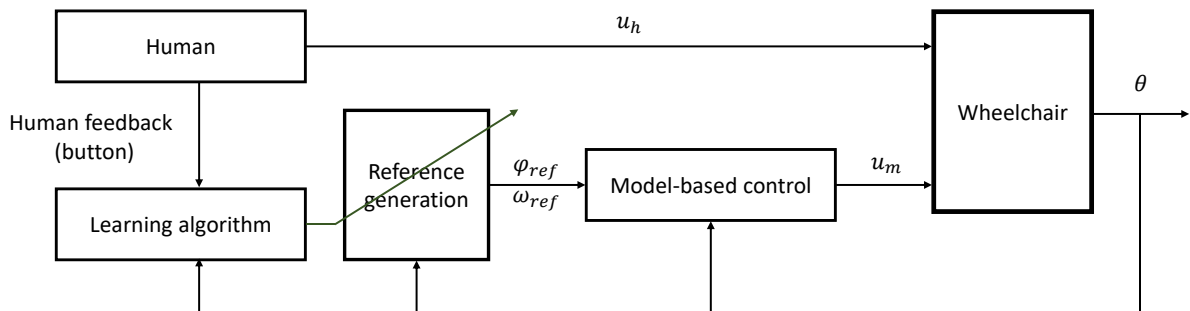 Human
u_h
Human feedback
(button)
Wheelchair
θ
Reference
generation
φ_ref
ω_ref
Model-based control
u_m
Learning algorithm